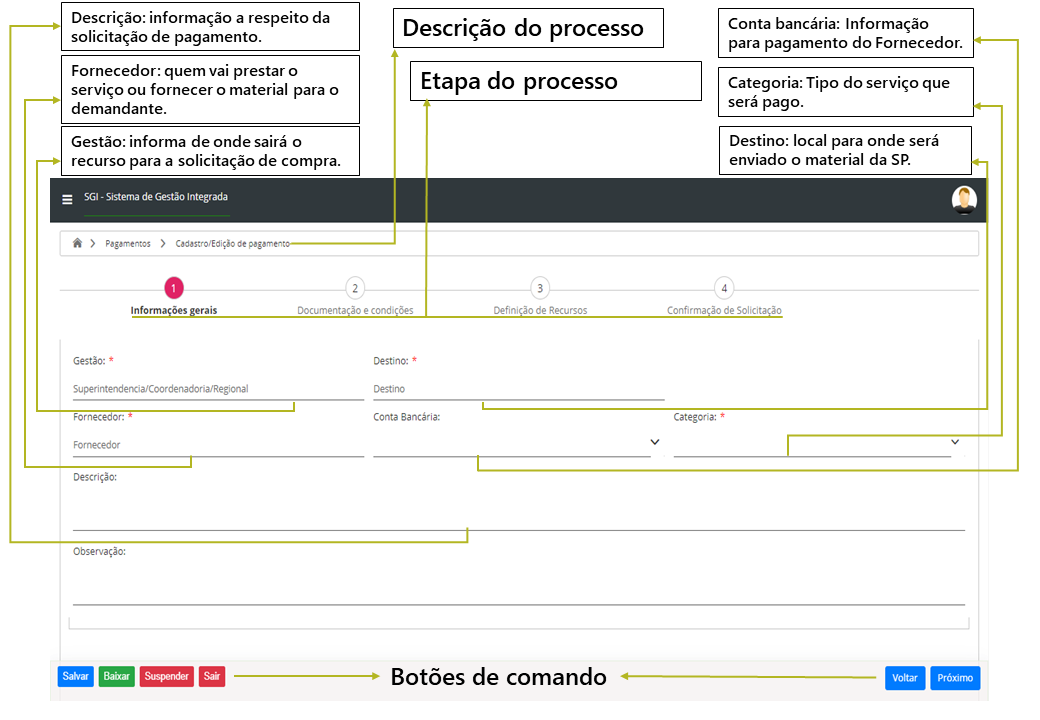 Descrição: informação a respeito da
solicitação de pagamento.
Fornecedor: quem vai prestar o
serviço ou fornecer o material para o
demandante.
Gestão: informa de onde sairá o
recurso para a solicitação de compra.
Descrição do processo
Etapa do processo
Conta bancária: Informação
para pagamento do Fornecedor.
Categoria: Tipo do serviço que
será pago.
Destino: local para onde será
enviado o material da SP.
SGI - Sistema de Gestão Integrada
Pagamentos > Cadastro/Edição de pagamento
1 2 3 4
Informações gerais Documentação e condições Definição de Recursos Confirmação de Solicitação
Gestão: * Destino: *
Superintendencia/Coordenadoria/Regional Destino
Fornecedor: * Conta Bancária: Categoria: *
Fornecedor
Descrição:
Observação:
Salvar Baixar Suspender Sair Botões de comando Voltar Próximo